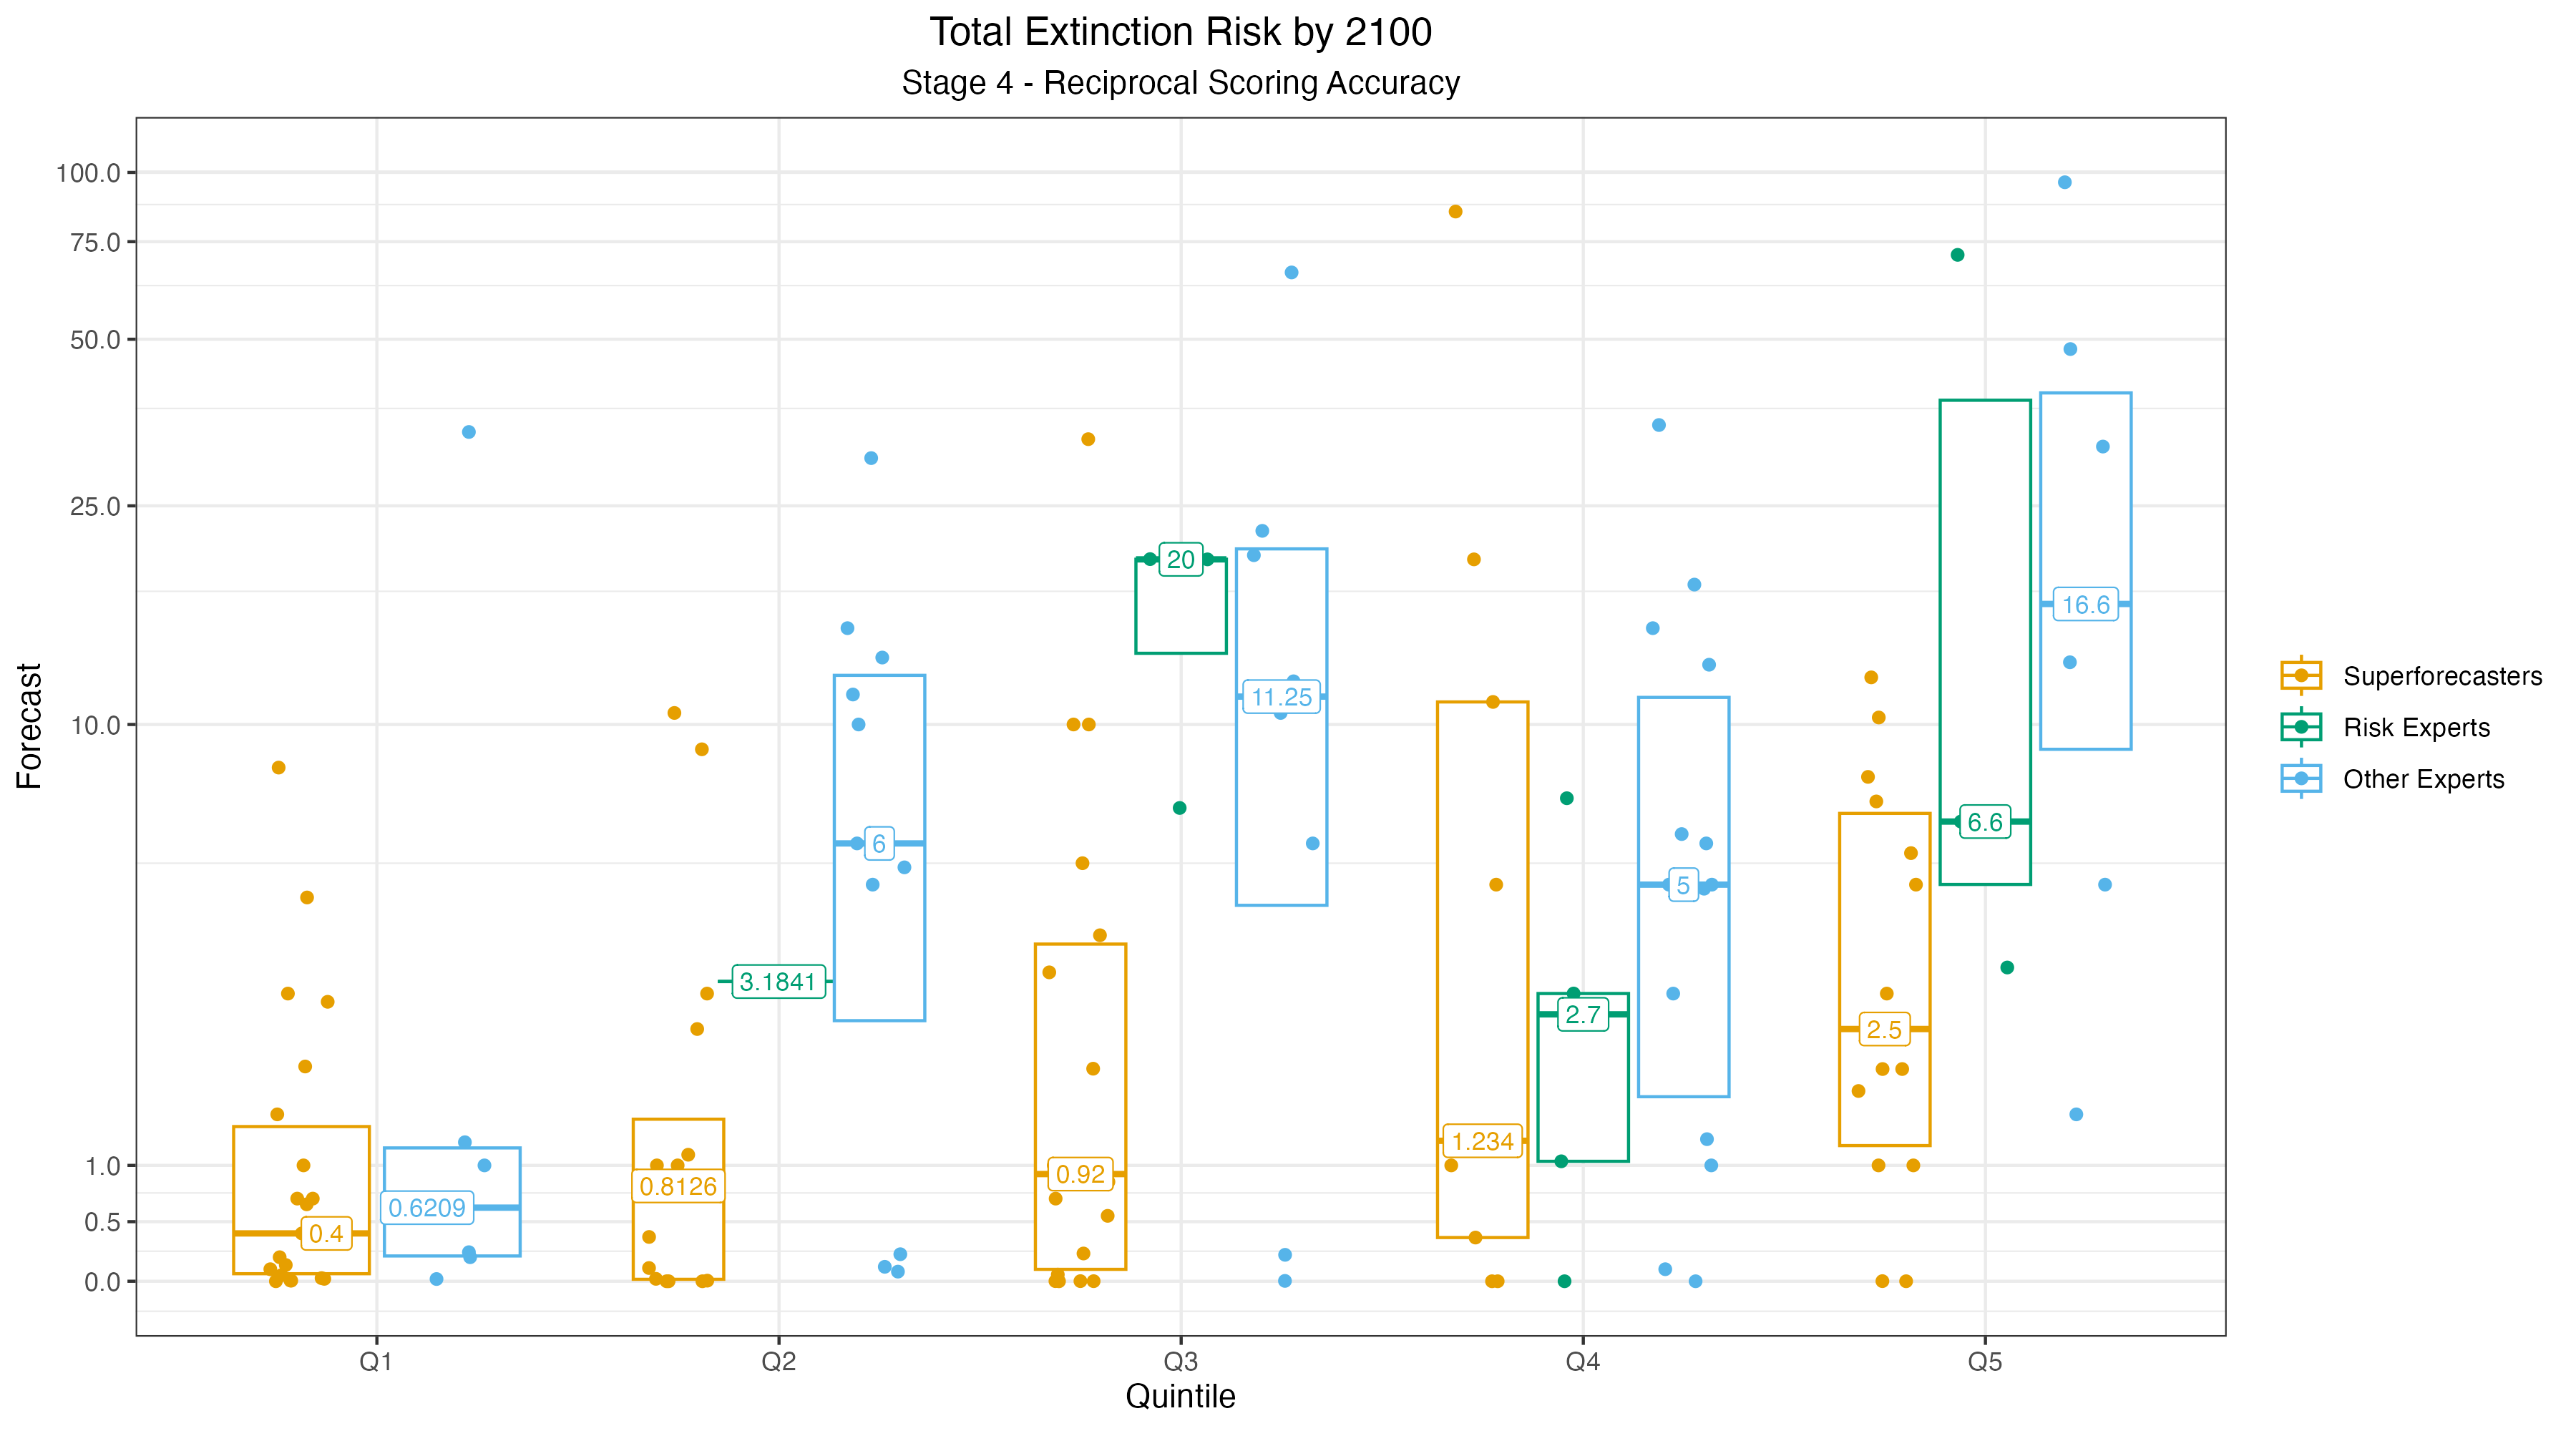 Total Extinction Risk by 2100
Stage 4 - Reciprocal Scoring Accuracy
Forecast
100.0
75.0
50.0
25.0
10.0
1.0
0.5
0.0
0.4
0.6209
0.8126
3.1841
6
0.92
20
11.25
1.234
2.7
5
2.5
6.6
16.6
Q1
Q2
Q3
Q4
Q5
Quintile
Superforecasters
Risk Experts
Other Experts